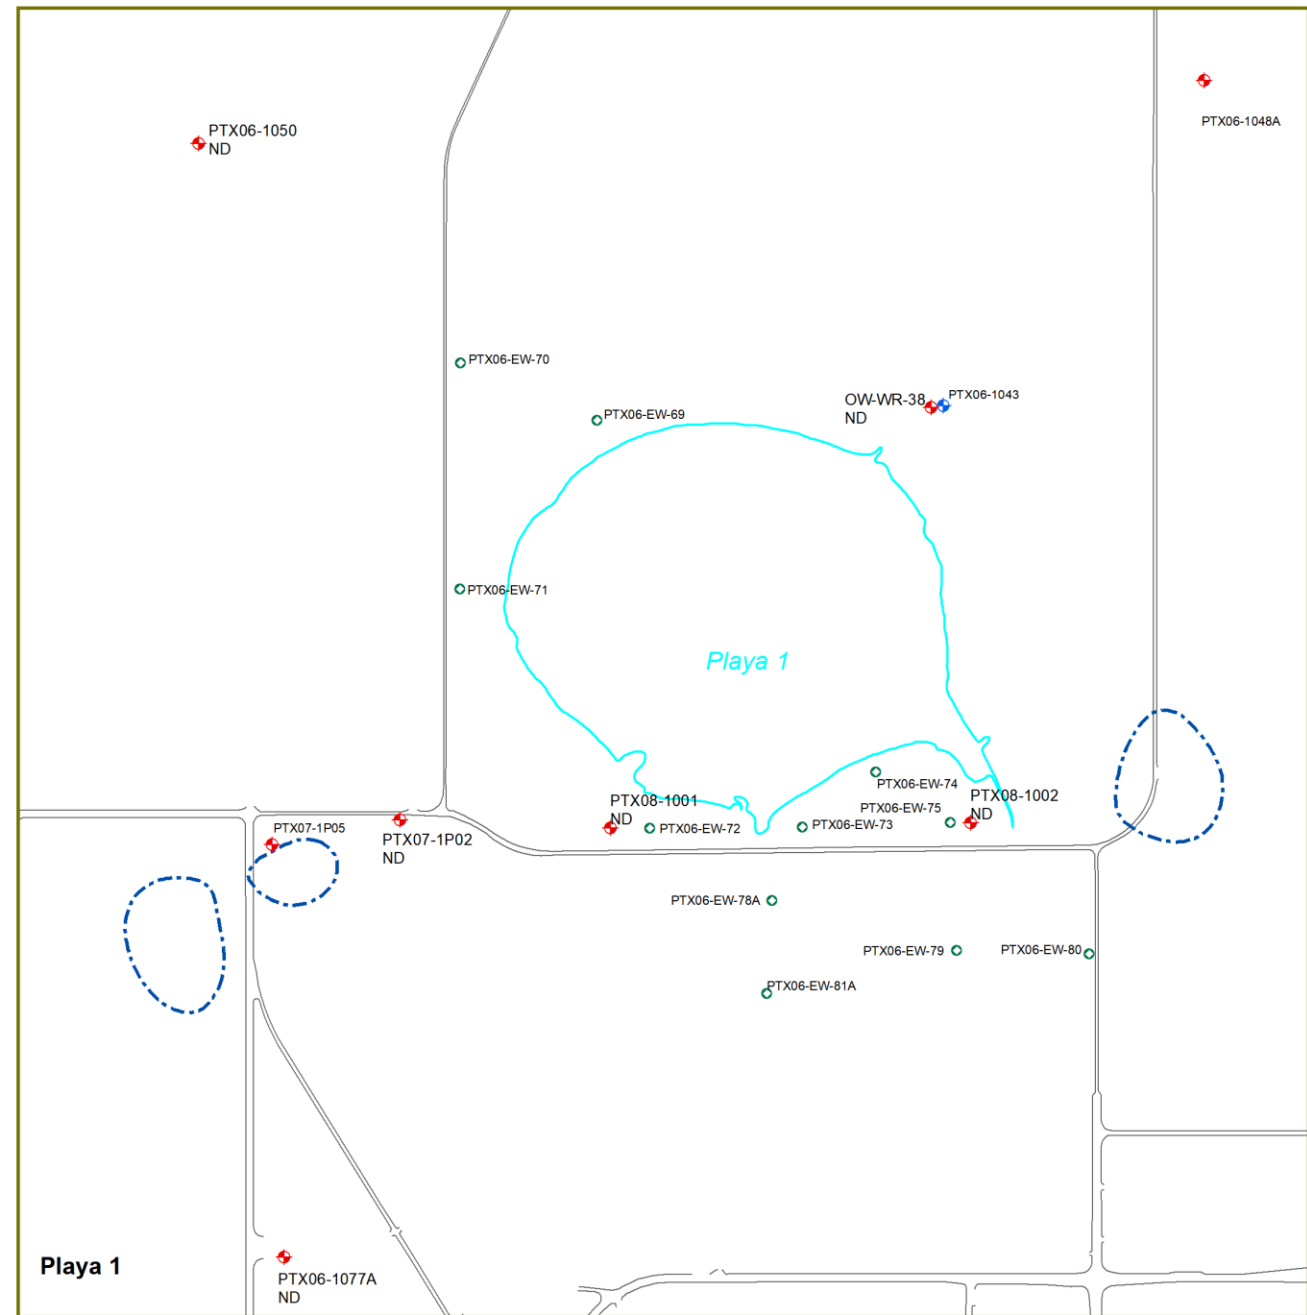 PTX06-1048A
PTX06-1050
ND
PTX06-EW-70
OW-WR-38
ND
PTX06-1043
PTX06-EW-69
PTX06-EW-71
Playa 1
PTX06-EW-74
PTX08-1001
ND
PTX06-EW-75
PTX08-1002
ND
PTX07-1P05
PTX07-1P02
ND
PTX06-EW-72
PTX06-EW-73
PTX06-EW-78A
PTX06-EW-79
PTX06-EW-80
PTX06-EW-81A
Playa 1
PTX06-1077A
ND